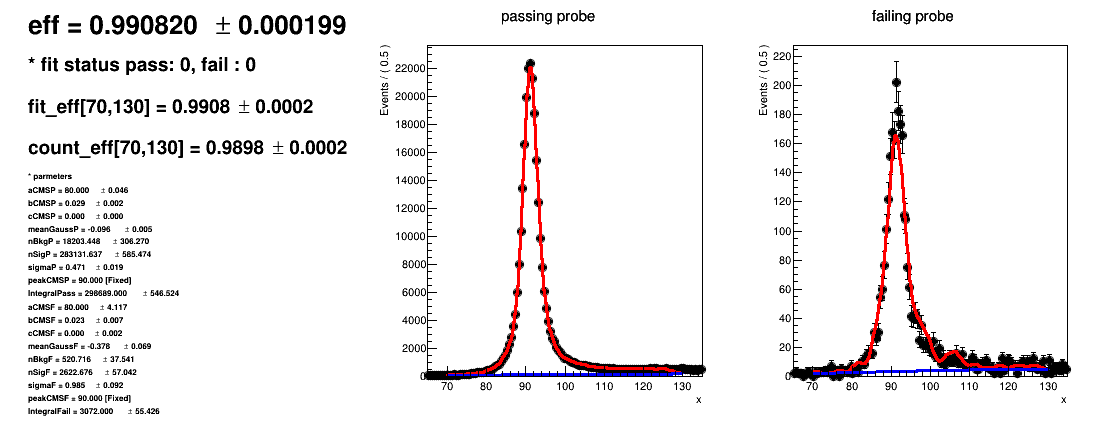 eff = 0.990820 ± 0.000199
* fit status pass: 0, fail : 0
fit_eff[70,130] = 0.9908 ± 0.0002
count_eff[70,130] = 0.9898 ± 0.0002
* parmeters
aCMSP = 80.000 ± 0.046
bCMSP = 0.029 ± 0.002
cCMSP = 0.000 ± 0.000
meanGaussP = -0.096 ± 0.005
nBkgP = 18203.448 ± 306.270
nSigP = 283131.637 ± 585.474
sigmaP = 0.471 ± 0.019
peakCMSP = 90.000 [Fixed]
IntegralPass = 298689.000 ± 546.524
aCMSF = 80.000 ± 4.117
bCMSF = 0.023 ± 0.007
cCMSF = 0.000 ± 0.002
meanGaussF = -0.378 ± 0.069
nBkgF = 520.716 ± 37.541
nSigF = 2622.676 ± 57.042
sigmaF = 0.985 ± 0.092
peakCMSF = 90.000 [Fixed]
IntegralFail = 3072.000 ± 55.426
passing probe
Events / ( 0.5 )
22000
20000
18000
16000
14000
12000
10000
8000
6000
4000
2000
0
70 80 90 100 110 120 130
x
failing probe
Events / ( 0.5 )
220
200
180
160
140
120
100
80
60
40
20
0
70 80 90 100 110 120 130
x